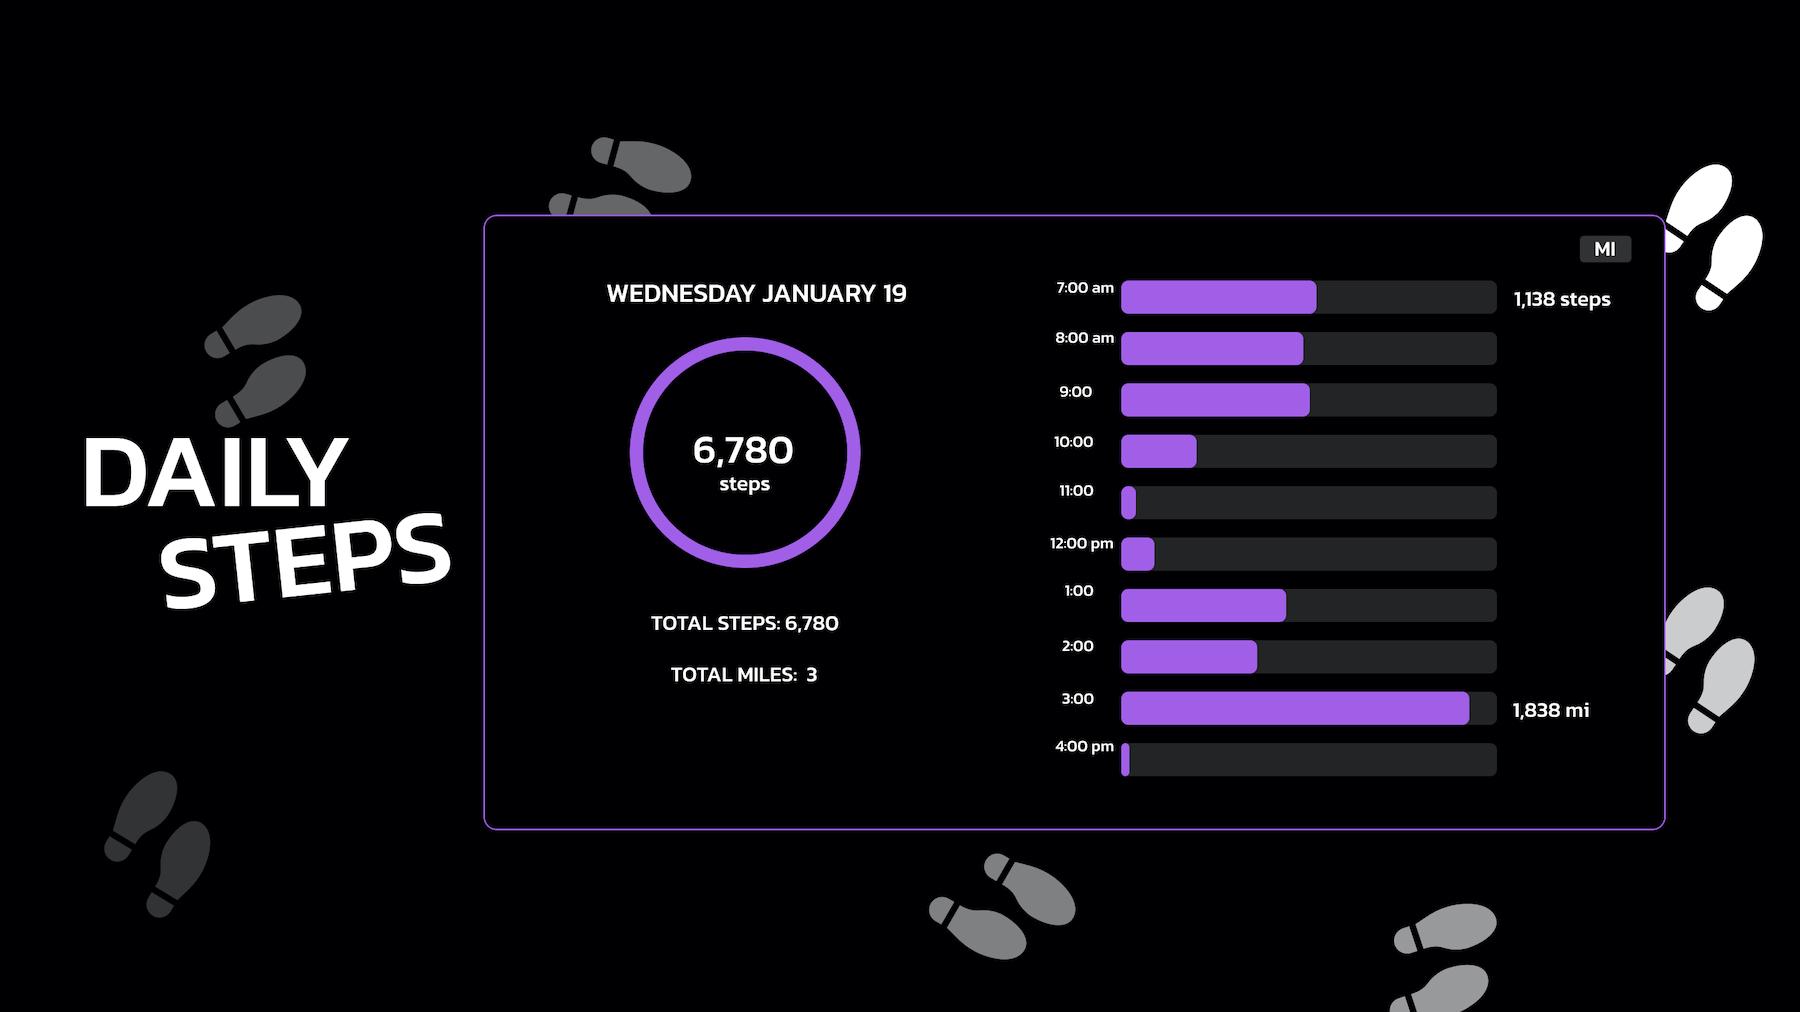 DAILY
STEPS
WEDNESDAY JANUARY 19
6,780
steps
TOTAL STEPS: 6,780
TOTAL MILES: 3
MI
7:00 am
1,138 steps
8:00 am
9:00
10:00
11:00
12:00 pm
1:00
2:00
3:00
1,838 mi
4:00 pm